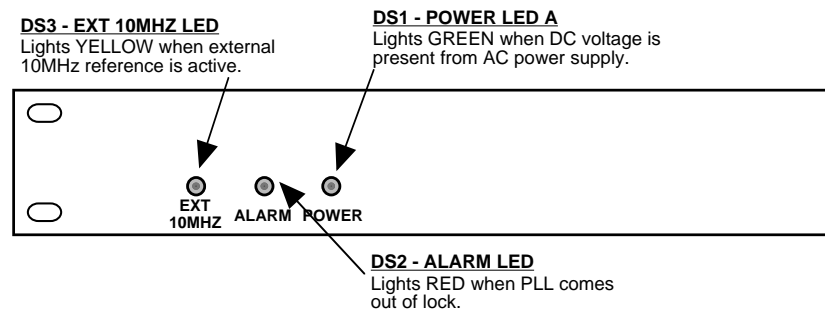 DS3 - EXT 10MHZ LED
Lights YELLOW when external
10MHz reference is active.
DS1 - POWER LED A
Lights GREEN when DC voltage is
present from AC power supply.
EXT
10MHZ
ALARM
POWER
DS2 - ALARM LED
Lights RED when PLL comes
out of lock.